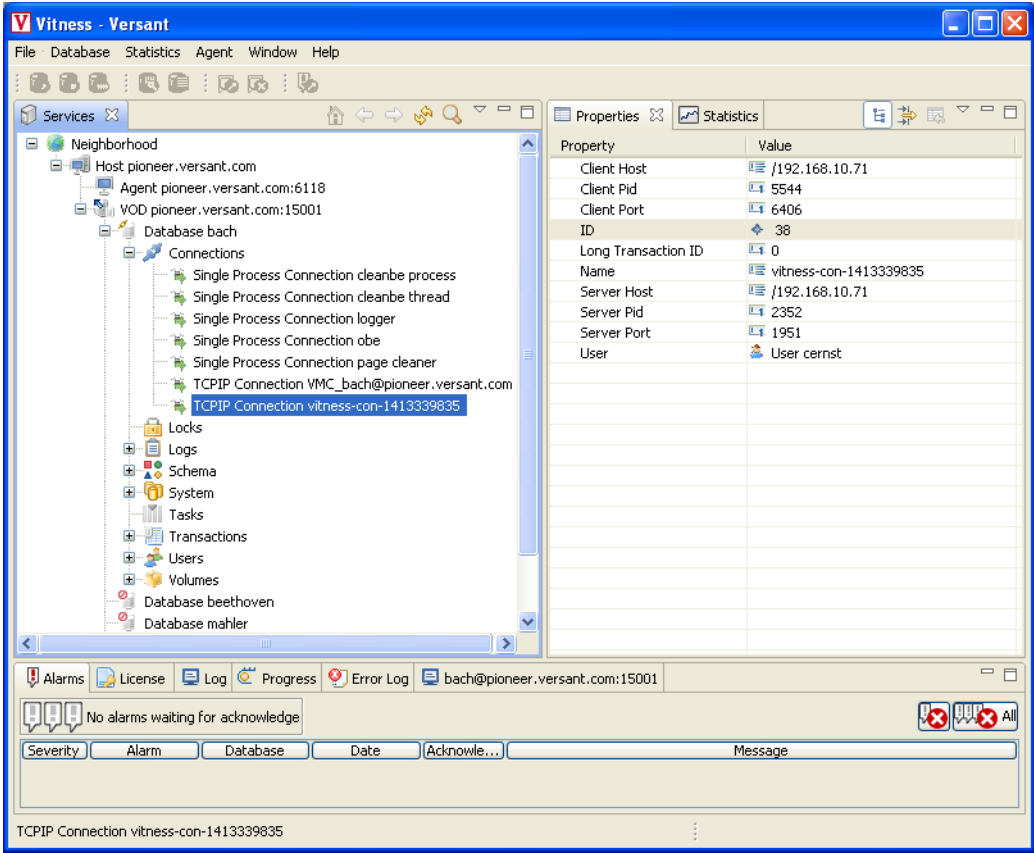 Vitness - Versant
File Database Statistics Agent Window Help
Services
Neighborhood
Host pioneer.versant.com
Agent pioneer.versant.com:6118
VOD pioneer.versant.com:15001
Database bach
Connections
Single Process Connection cleanbe process
Single Process Connection cleanbe thread
Single Process Connection logger
Single Process Connection obe
Single Process Connection page cleaner
TCPIP Connection VMC_bach@pioneer.versant.com
TCPIP Connection vitness-con-1413339835
Locks
Logs
Schema
System
Tasks
Transactions
Users
Volumes
Database beethoven
Database mahler
Properties Statistics
Property Value
Client Host /192.168.10.71
Client Pid 5544
Client Port 6406
ID 38
Long Transaction ID 0
Name vitness-con-1413339835
Server Host /192.168.10.71
Server Pid 2352
Server Port 1951
User User cernst
Alarms License Log Progress Error Log bach@pioneer.versant.com:15001
No alarms waiting for acknowledge
All
Severity Alarm Database Date Acknowle... Message
TCPIP Connection vitness-con-1413339835